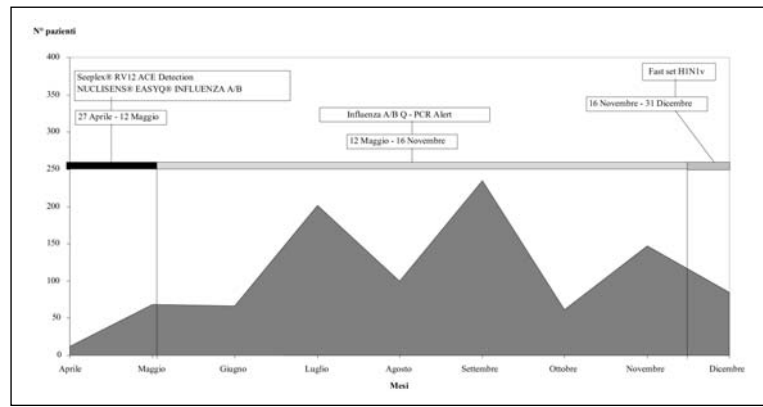 N° pazienti
400
350
300
250
200
150
100
50
0
Seeplex® RV12 ACE Detection
NUCLISENS® EASYQ® INFLUENZA A/B
27 Aprile - 12 Maggio
Influenza A/B Q - PCR Alert
12 Maggio - 16 Novembre
Fast set H1N1v
16 Novembre - 31 Dicembre
Aprile
Maggio
Giugno
Luglio
Agosto
Settembre
Ottobre
Novembre
Dicembre
Mesi